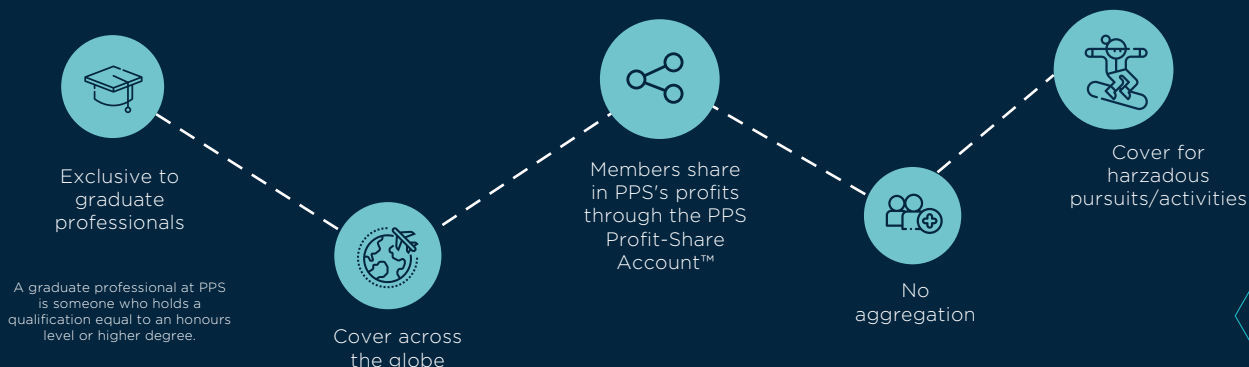 Exclusive to
graduate
professionals
A graduate professional at PPS
is someone who holds a
qualification equal to an honours
level or higher degree.
Cover across
the globe
Members share
in PPS's profits
through the PPS
Profit-Share
Account™
No
aggregation
Cover for
harzadous
pursuits/activities